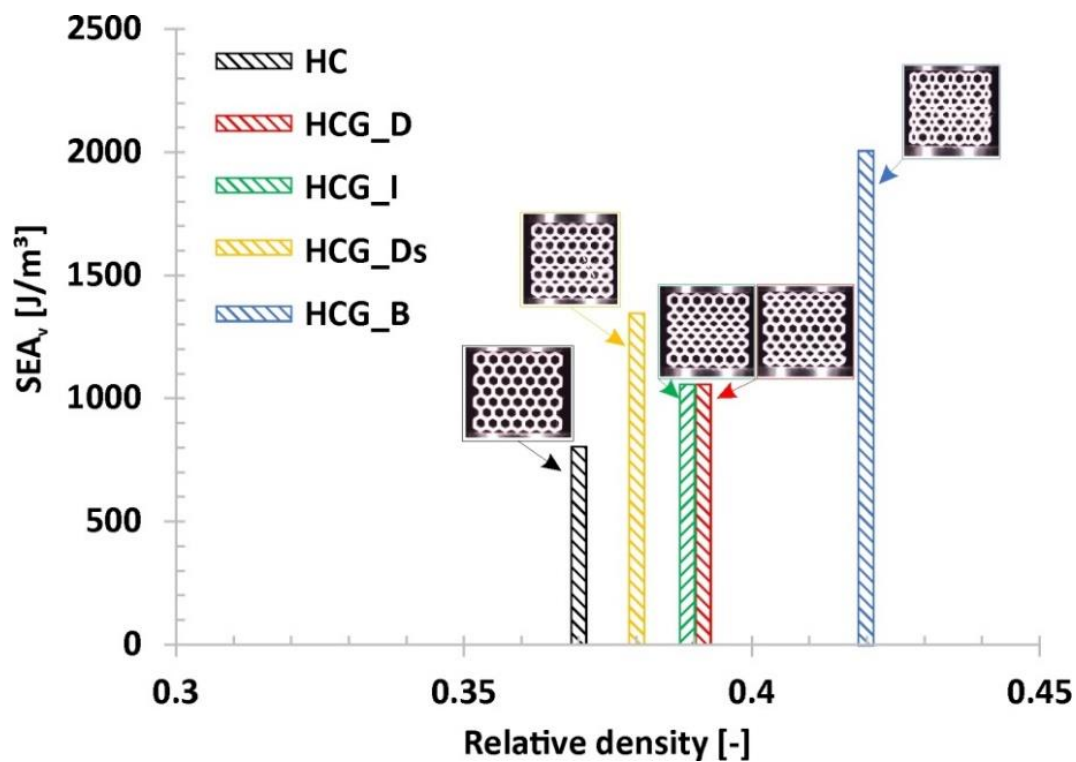 2500
2000
1500
1000
500
0
SEAᵥ [J/m³]
HC
HCG_D
HCG_I
HCG_Ds
HCG_B
0.3
0.35
0.4
0.45
Relative density [-]